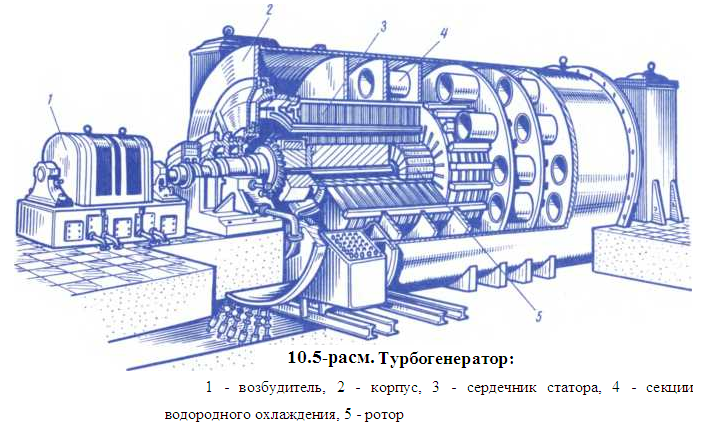 2
3
4
1
5
10.5-расм. Турбогенератор:
1 - возбудитель, 2 - корпус, 3 - сердечник статора, 4 - секции
водородного охлаждения, 5 - ротор